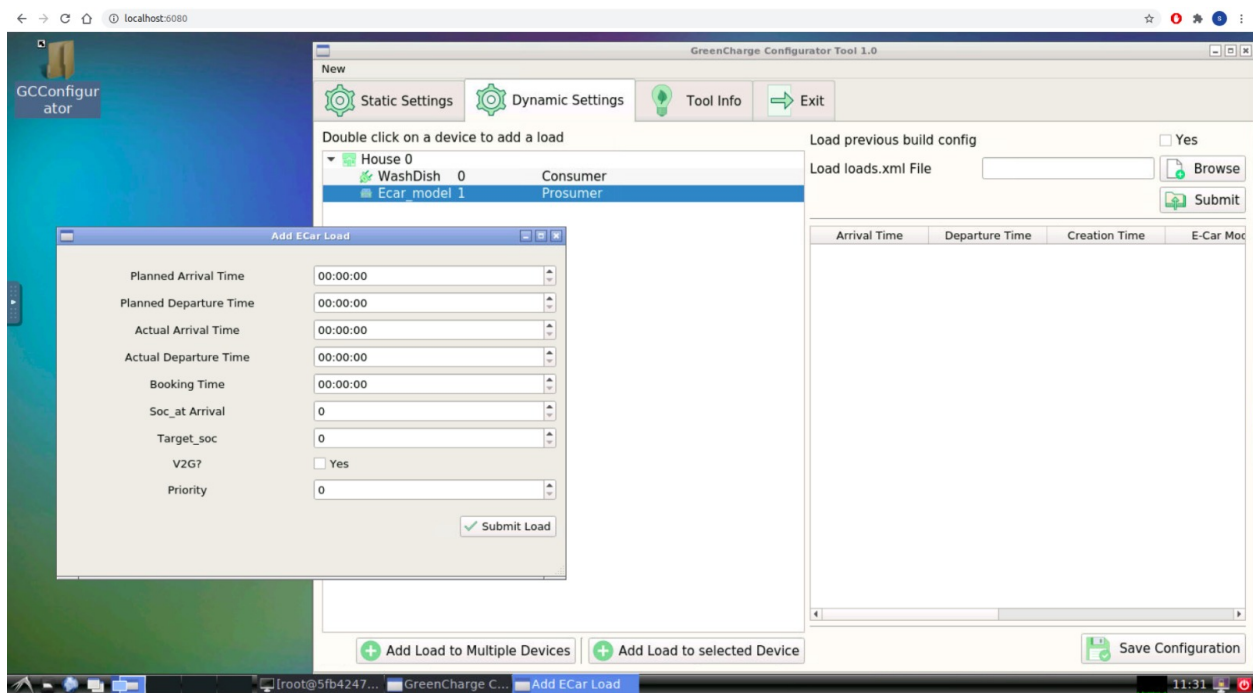 localhost:6080
GCConfigur
ator
GreenCharge Configurator Tool 1.0
New
Static Settings
Dynamic Settings
Tool Info
Exit
Double click on a device to add a load
House 0
WashDish 0 Consumer
Ecar_model 1 Prosumer
Load previous build config
Yes
Load loads.xml File
Browse
Submit
Arrival Time Departure Time Creation Time E-Car Mod
Add ECar Load
Planned Arrival Time 00:00:00
Planned Departure Time 00:00:00
Actual Arrival Time 00:00:00
Actual Departure Time 00:00:00
Booking Time 00:00:00
Soc_at Arrival 0
Target_soc 0
V2G? Yes
Priority 0
Submit Load
Add Load to Multiple Devices
Add Load to selected Device
Save Configuration
[root@5fb4247...
GreenCharge C...
Add ECar Load
11:31